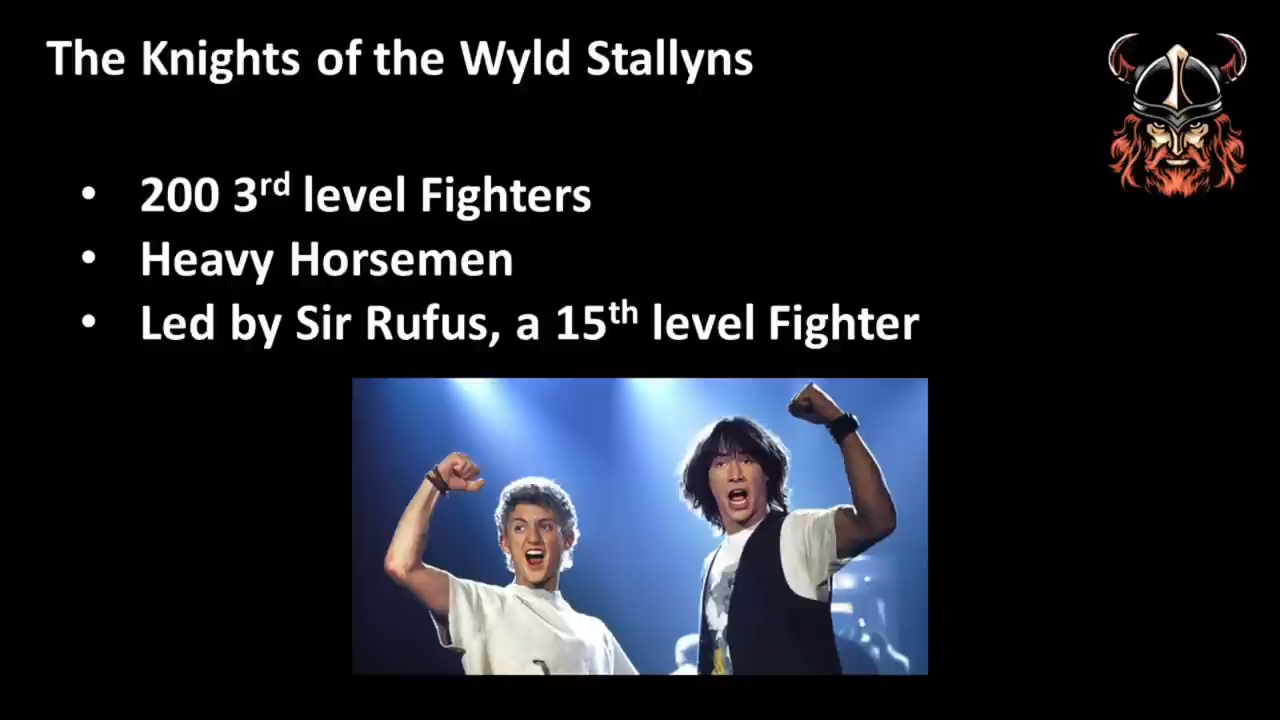 The Knights of the Wyld Stallyns
• 200 3rd level Fighters
• Heavy Horsemen
• Led by Sir Rufus, a 15th level Fighter